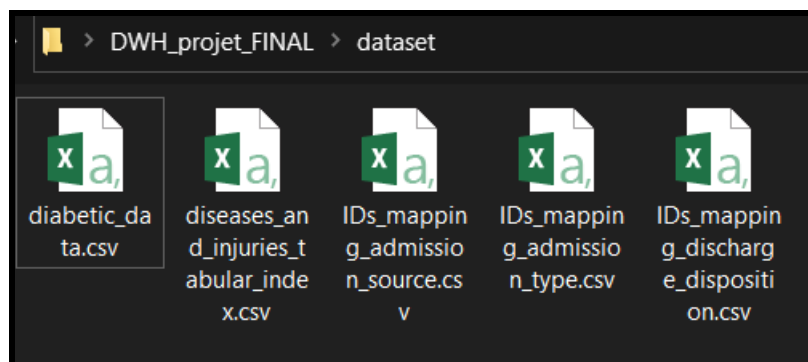 > DWH_projet_FINAL > dataset
diabetic_da
ta.csv
diseases_an
d_injuries_t
abular_inde
x.csv
IDs_mappin
g_admissio
n_source.cs
v
IDs_mappin
g_admissio
n_type.csv
IDs_mappin
g_discharg
e_dispositi
on.csv